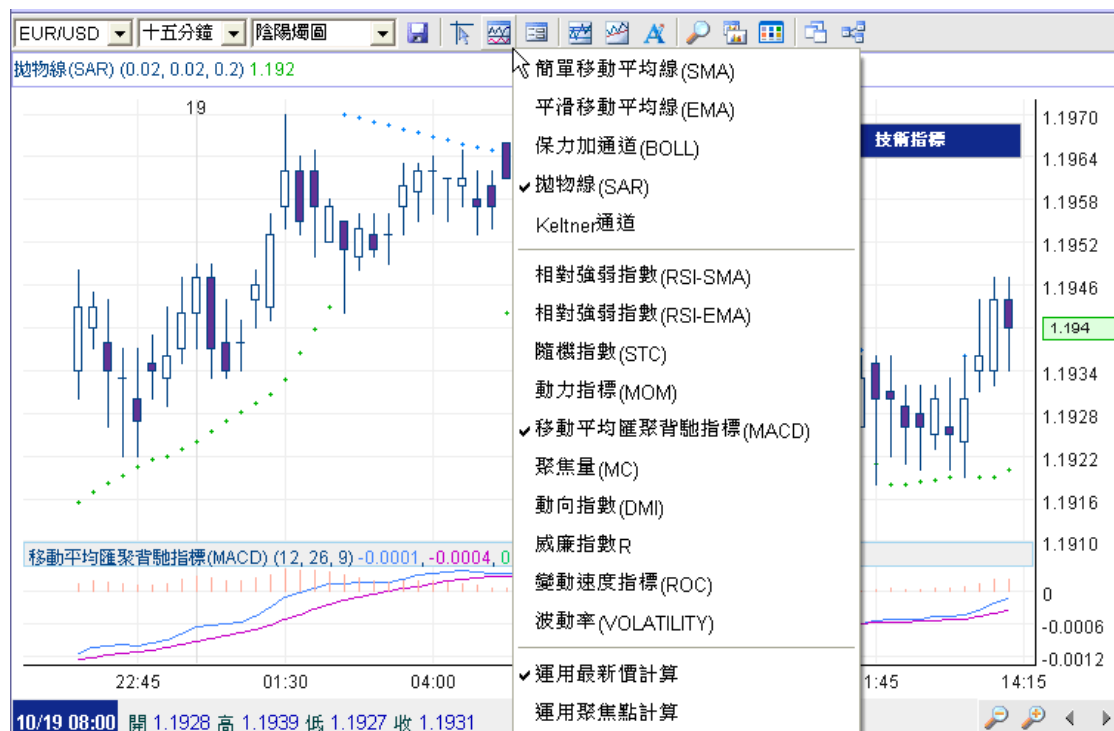 EUR/USD 十五分鐘 陰陽燭圖
拋物線(SAR) (0.02, 0.02, 0.2) 1.192
19
簡單移動平均線(SMA)
平滑移動平均線(EMA)
保力加通道(BOLL)
拋物線(SAR)
Keltner通道
相對強弱指數(RSI-SMA)
相對強弱指數(RSI-EMA)
隨機指數(STC)
動力指標(MOM)
移動平均匯聚背馳指標(MACD)
聚焦量(MC)
動向指數(DMI)
威廉指數R
變動速度指標(ROC)
波動率(VOLATILITY)
運用最新價計算
運用聚焦點計算
技術指標
1.1970
1.1964
1.1958
1.1952
1.1946
1.194
1.1934
1.1928
1.1922
1.1916
1.1910
移動平均匯聚背馳指標(MACD) (12, 26, 9) -0.0001, -0.0004, 0
0
-0.0006
-0.0012
22:45 01:30 04:00 1:45 14:15
10/19 08:00 開 1.1928 高 1.1939 低 1.1927 收 1.1931